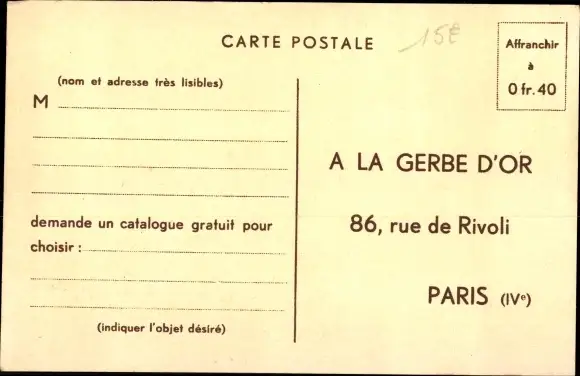 CARTE POSTALE
15€
Affranchir
à
0 fr. 40
(nom et adresse très lisibles)
M
demande un catalogue gratuit pour
choisir :
(indiquer l'objet désiré)
A LA GERBE D'OR
86, rue de Rivoli
PARIS (IVᵉ)